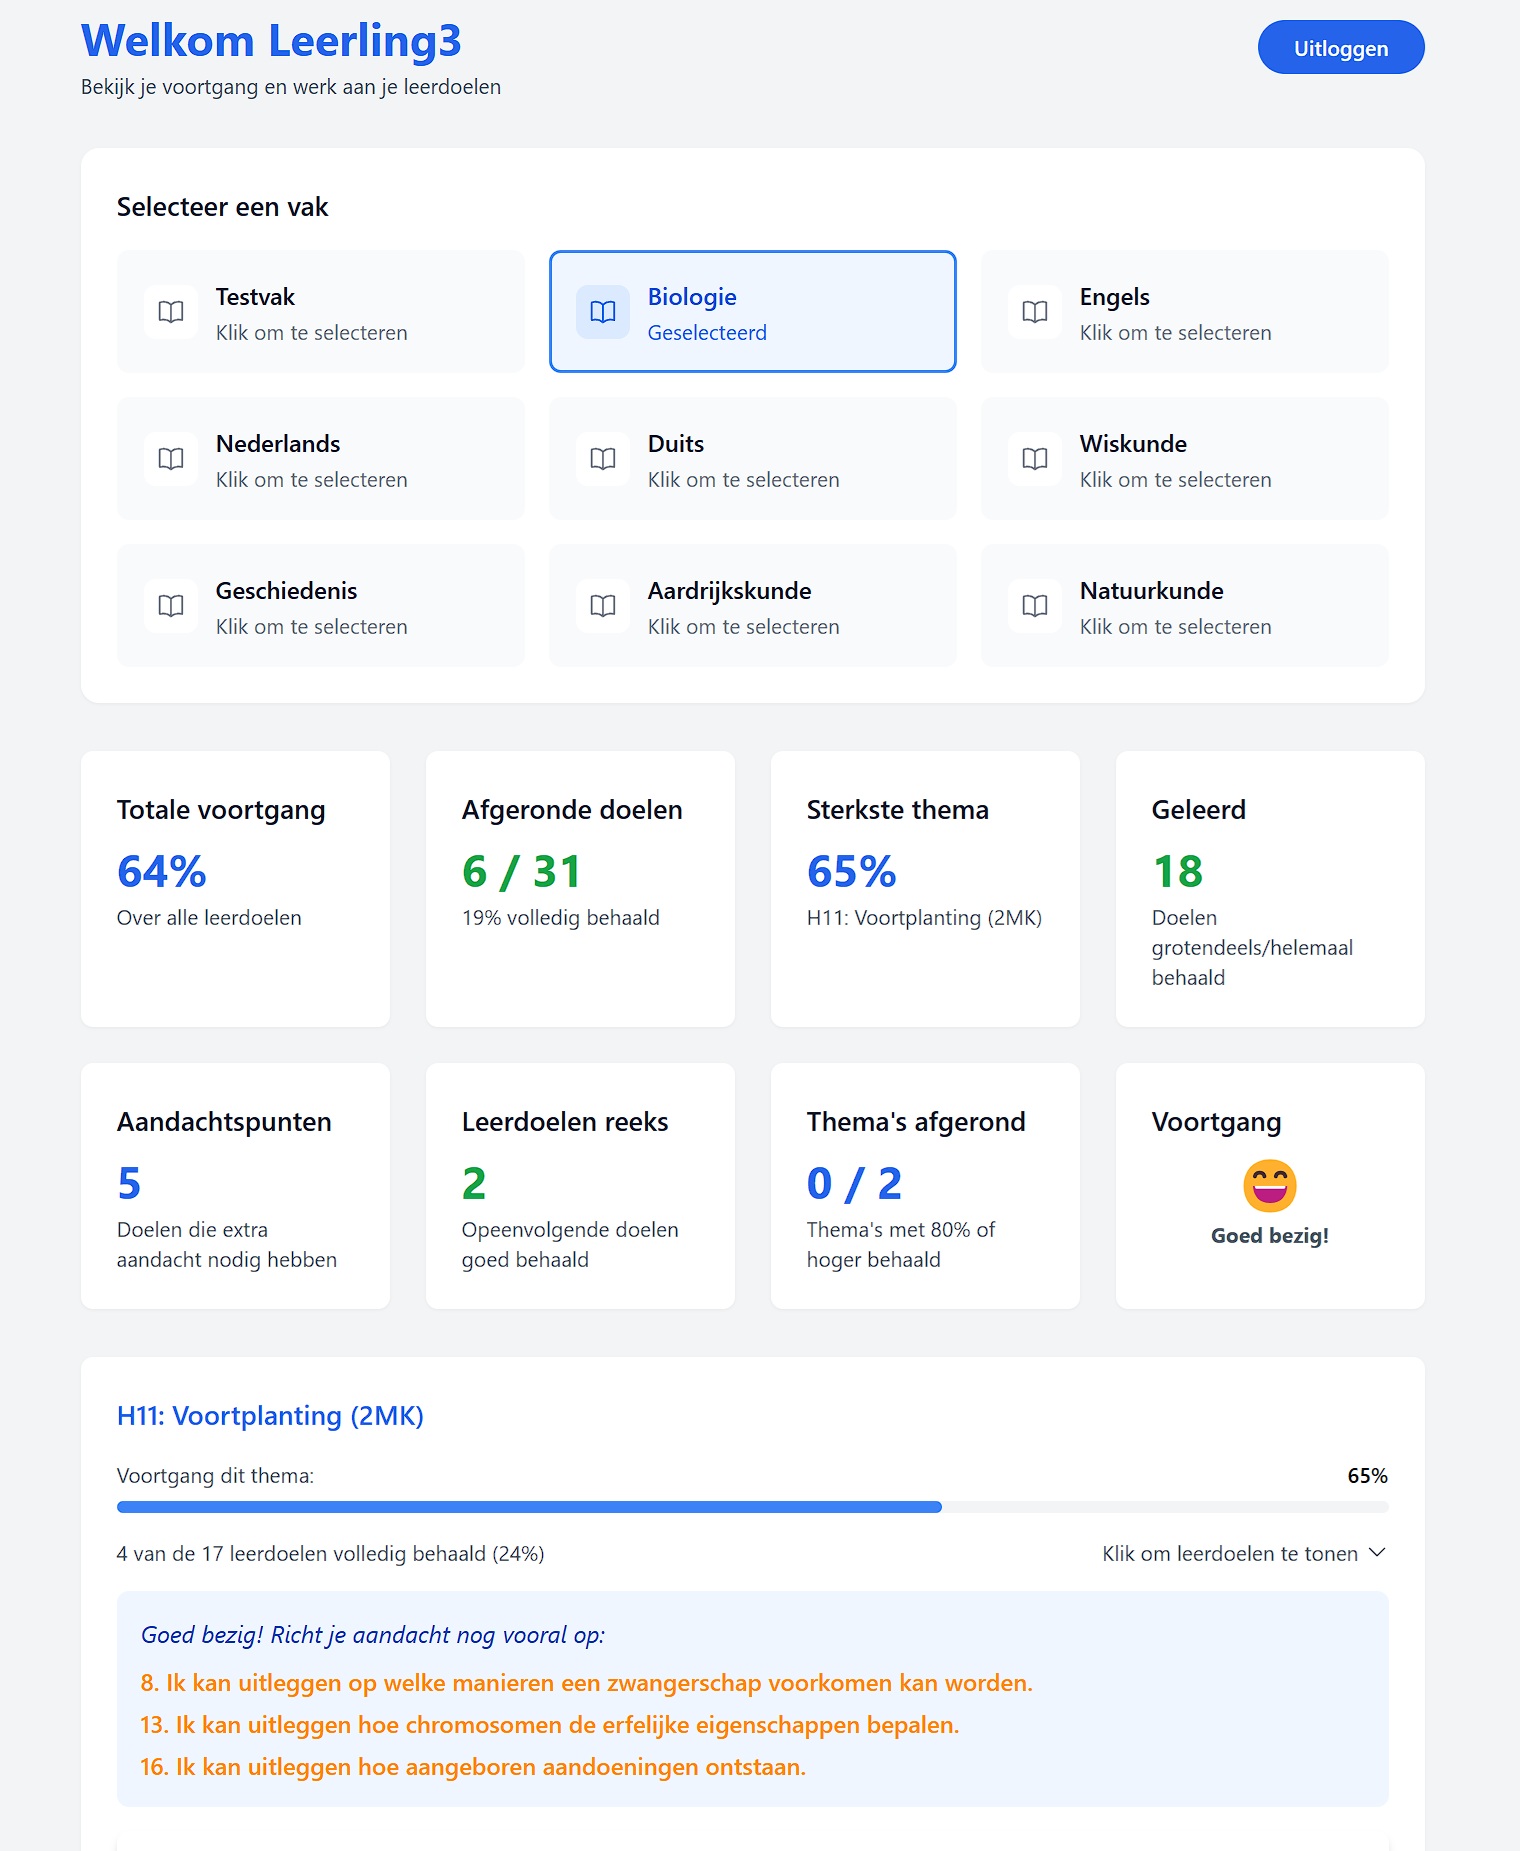 Welkom Leerling3
Uitloggen
Bekijk je voortgang en werk aan je leerdoelen
Selecteer een vak
Testvak
Klik om te selecteren
Biologie
Geselecteerd
Engels
Klik om te selecteren
Nederlands
Klik om te selecteren
Duits
Klik om te selecteren
Wiskunde
Klik om te selecteren
Geschiedenis
Klik om te selecteren
Aardrijkskunde
Klik om te selecteren
Natuurkunde
Klik om te selecteren
Totale voortgang
64%
Over alle leerdoelen
Afgeronde doelen
6 / 31
19% volledig behaald
Sterkste thema
65%
H11: Voortplanting (2MK)
Geleerd
18
Doelen
grotendeels/helemaal
behaald
Aandachtspunten
5
Doelen die extra
aandacht nodig hebben
Leerdoelen reeks
2
Opeenvolgende doelen
goed behaald
Thema's afgerond
0 / 2
Thema's met 80% of
hoger behaald
Voortgang
Goed bezig!
H11: Voortplanting (2MK)
Voortgang dit thema:
65%
4 van de 17 leerdoelen volledig behaald (24%)
Klik om leerdoelen te tonen
Goed bezig! Richt je aandacht nog vooral op:
8. Ik kan uitleggen op welke manieren een zwangerschap voorkomen kan worden.
13. Ik kan uitleggen hoe chromosomen de erfelijke eigenschappen bepalen.
16. Ik kan uitleggen hoe aangeboren aandoeningen ontstaan.